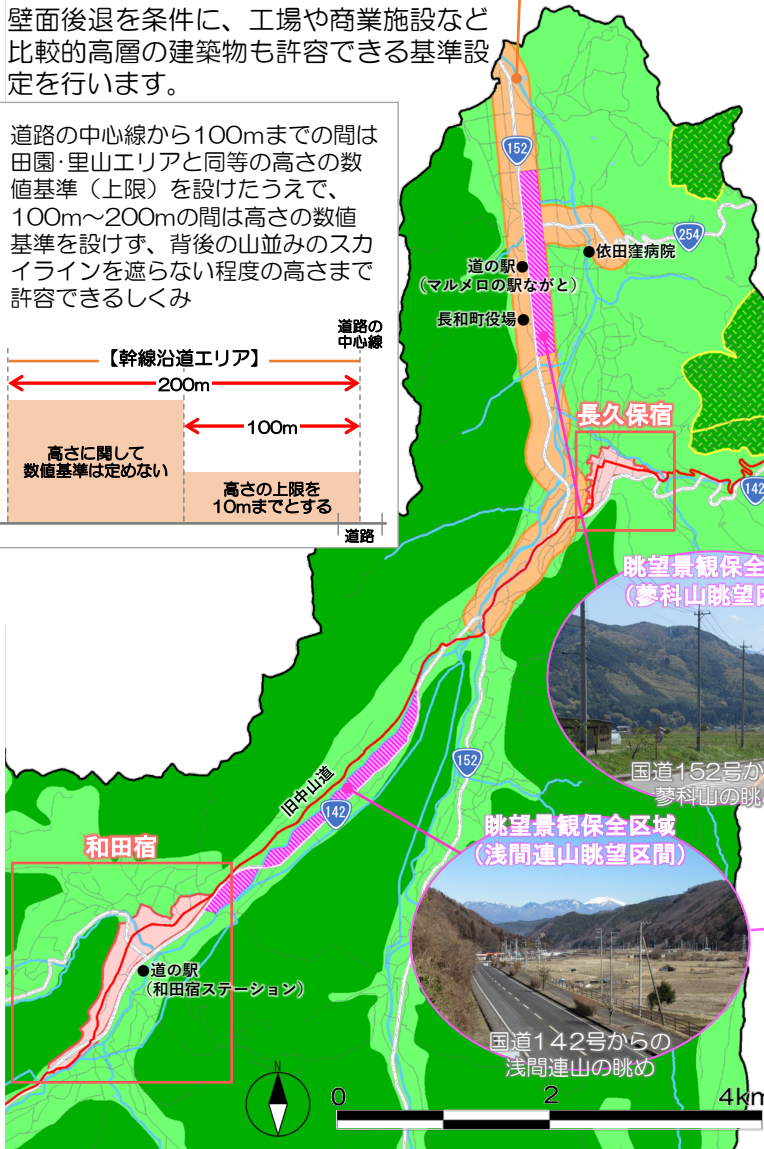 壁面後退を条件に、工場や商業施設など
比較的高層の建築物も許容できる基準設
定を行います。
道路の中心線から100mまでの間は
田園・里山エリアと同等の高さの数
値基準（上限）を設けたうえで、
100m～200mの間は高さの数値
基準を設けず、背後の山並みのスカ
イラインを遮らない程度の高さまで
許容できるしくみ
道路の
中心線
【幹線沿道エリア】
200m
100m
高さに関して
数値基準は定めない
高さの上限を
10mまでとする
道路
152
254
依田窪病院
道の駅
（マルメロの駅ながと）
長和町役場
長久保宿
142
眺望景観保全
（蓼科山眺望区
国道152号か
蓼科山の眺め
152
旧中山道
142
眺望景観保全区域
（浅間連山眺望区間）
和田宿
道の駅
（和田宿ステーション）
国道142号からの
浅間連山の眺め
N
0 2 4km